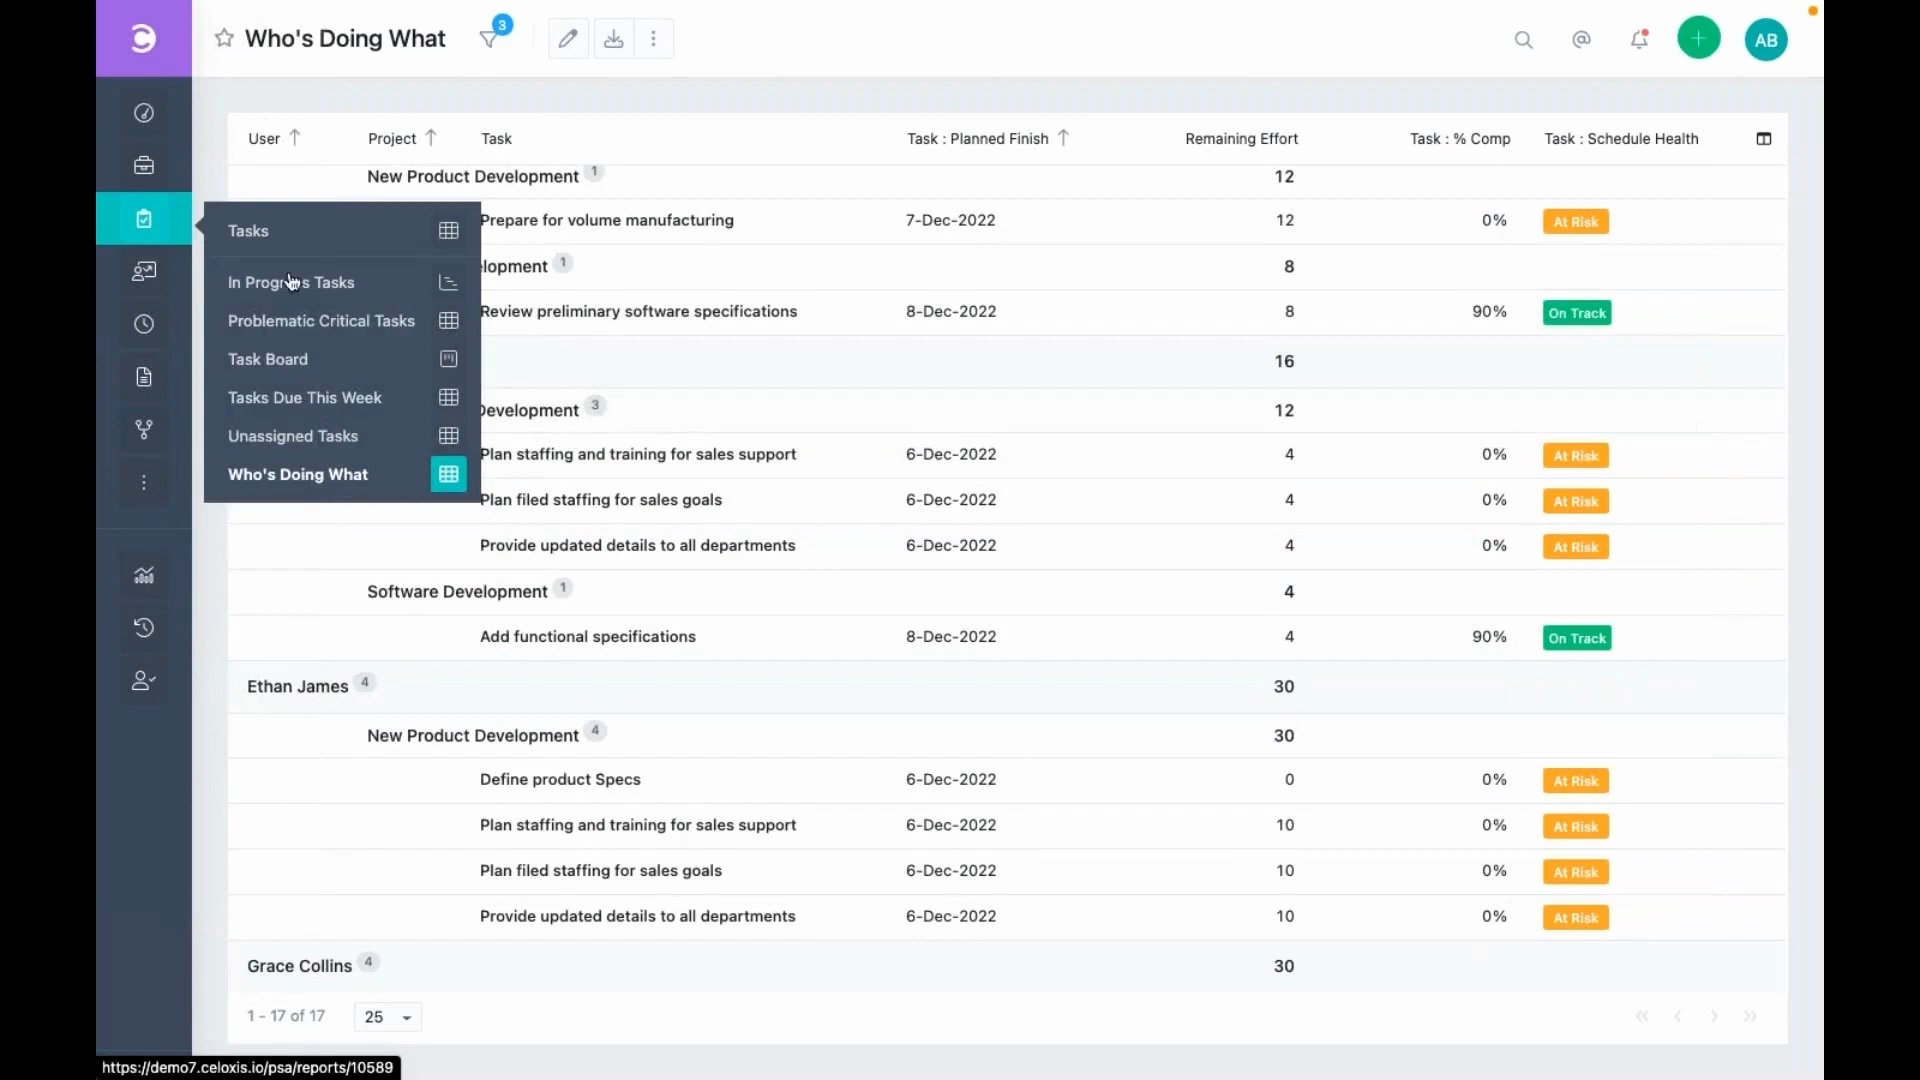 Who's Doing What 3
AB
User Project Task Task : Planned Finish Remaining Effort Task : % Comp Task : Schedule Health
New Product Development 1 12
Tasks
Prepare for volume manufacturing 7-Dec-2022 12 0% At Risk
lopment 1 8
In Progress Tasks
Review preliminary software specifications 8-Dec-2022 8 90% On Track
Problematic Critical Tasks
Task Board
16
Tasks Due This Week
Development 3 12
Unassigned Tasks
Plan staffing and training for sales support 6-Dec-2022 4 0% At Risk
Who's Doing What
Plan filed staffing for sales goals 6-Dec-2022 4 0% At Risk
Provide updated details to all departments 6-Dec-2022 4 0% At Risk
Software Development 1 4
Add functional specifications 8-Dec-2022 4 90% On Track
Ethan James 4 30
New Product Development 4 30
Define product Specs 6-Dec-2022 0 0% At Risk
Plan staffing and training for sales support 6-Dec-2022 10 0% At Risk
Plan filed staffing for sales goals 6-Dec-2022 10 0% At Risk
Provide updated details to all departments 6-Dec-2022 10 0% At Risk
Grace Collins 4 30
1 - 17 of 17 25
https://demo7.celoxis.io/psa/reports/10589